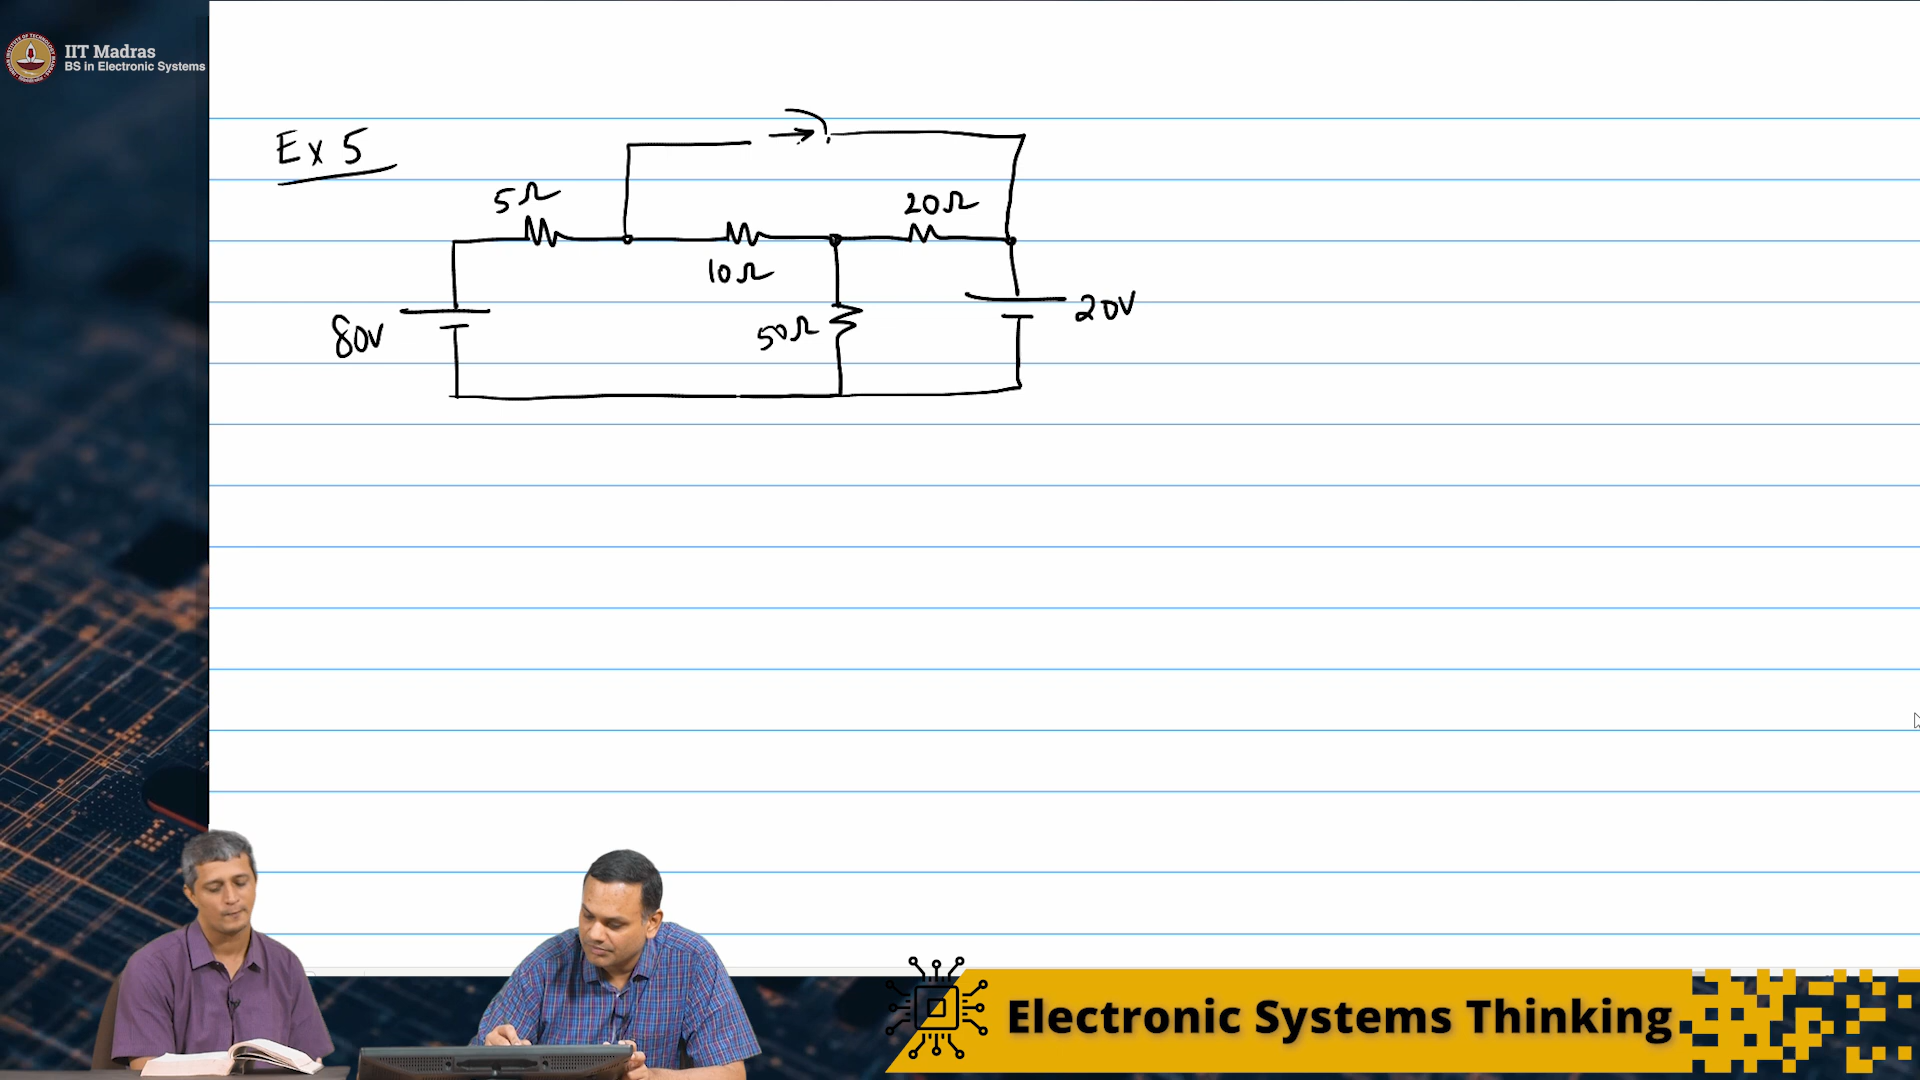 IIT Madras
BS in Electronic Systems
Ex 5
5Ω
20Ω
10Ω
80V
50Ω
20V
Electronic Systems Thinking